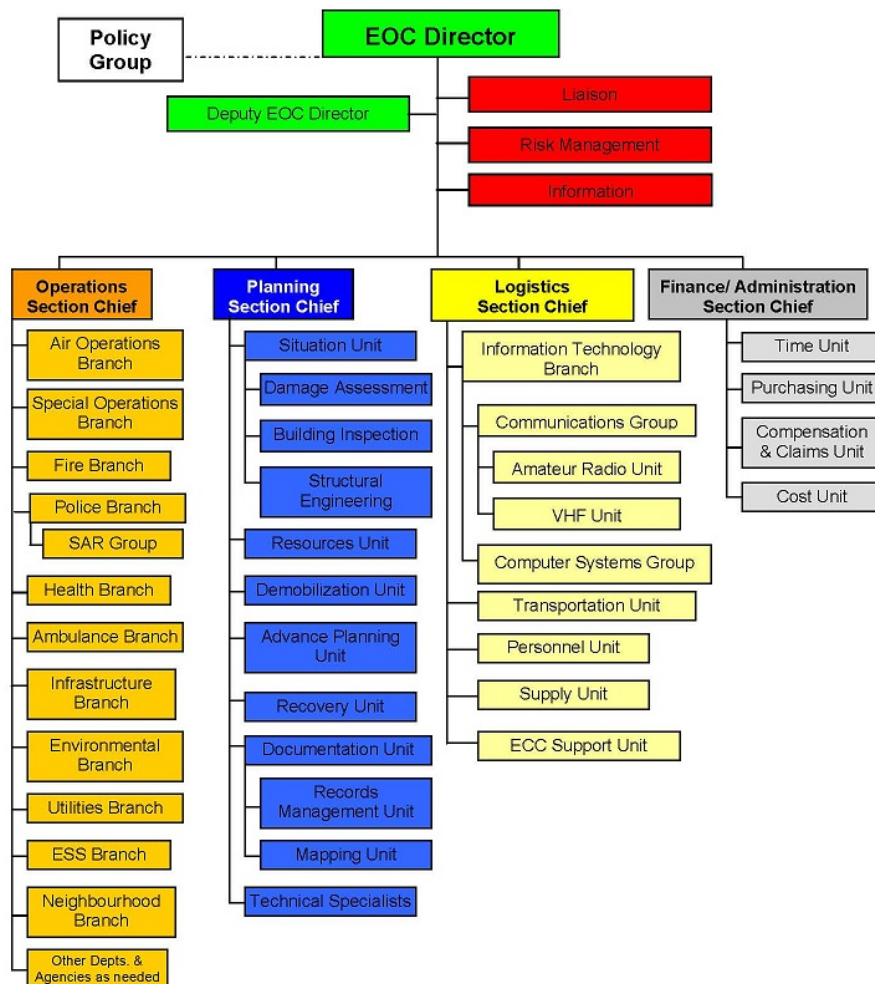 Policy
Group
EOC Director
Deputy EOC Director
Liaison
Risk Management
Information
Operations
Section Chief
Air Operations
Branch
Special Operations
Branch
Fire Branch
Police Branch
SAR Group
Health Branch
Ambulance Branch
Infrastructure
Branch
Environmental
Branch
Utilities Branch
ESS Branch
Neighbourhood
Branch
Other Depts. &
Agencies as needed
Planning
Section Chief
Situation Unit
Damage Assessment
Building Inspection
Structural
Engineering
Resources Unit
Demobilization Unit
Advance Planning
Unit
Recovery Unit
Documentation Unit
Records
Management Unit
Mapping Unit
Technical Specialists
Logistics
Section Chief
Information Technology
Branch
Communications Group
Amateur Radio Unit
VHF Unit
Computer Systems Group
Transportation Unit
Personnel Unit
Supply Unit
ECC Support Unit
Finance/ Administration
Section Chief
Time Unit
Purchasing Unit
Compensation
& Claims Unit
Cost Unit